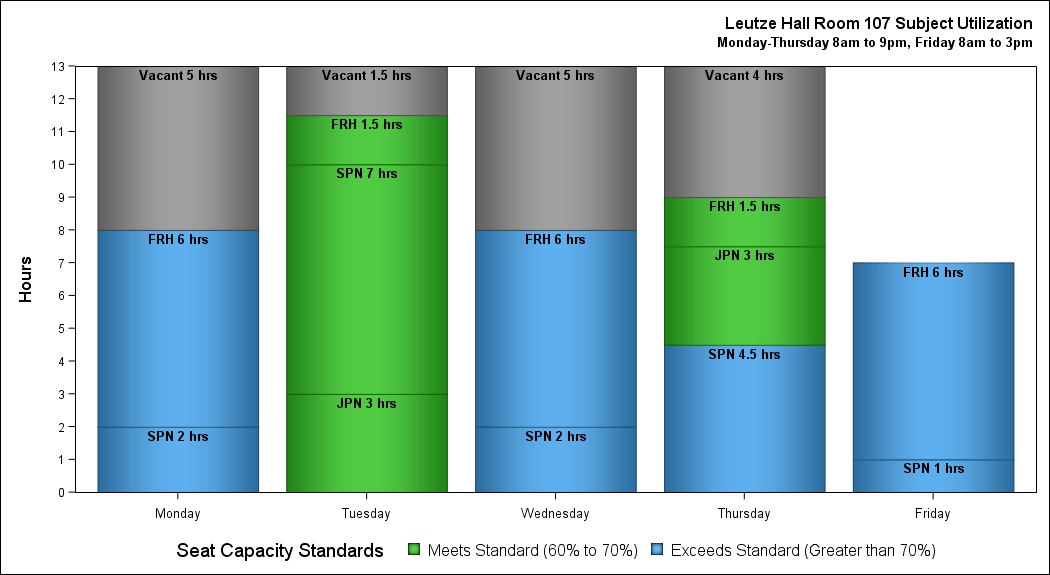 Leutze Hall Room 107 Subject Utilization
Monday-Thursday 8am to 9pm, Friday 8am to 3pm
Hours
13
12
11
10
9
8
7
6
5
4
3
2
1
0
Vacant 5 hrs
FRH 6 hrs
SPN 2 hrs
Vacant 1.5 hrs
FRH 1.5 hrs
SPN 7 hrs
JPN 3 hrs
Vacant 5 hrs
FRH 6 hrs
SPN 2 hrs
Vacant 4 hrs
FRH 1.5 hrs
JPN 3 hrs
SPN 4.5 hrs
FRH 6 hrs
SPN 1 hrs
Monday Tuesday Wednesday Thursday Friday
Seat Capacity Standards Meets Standard (60% to 70%) Exceeds Standard (Greater than 70%)